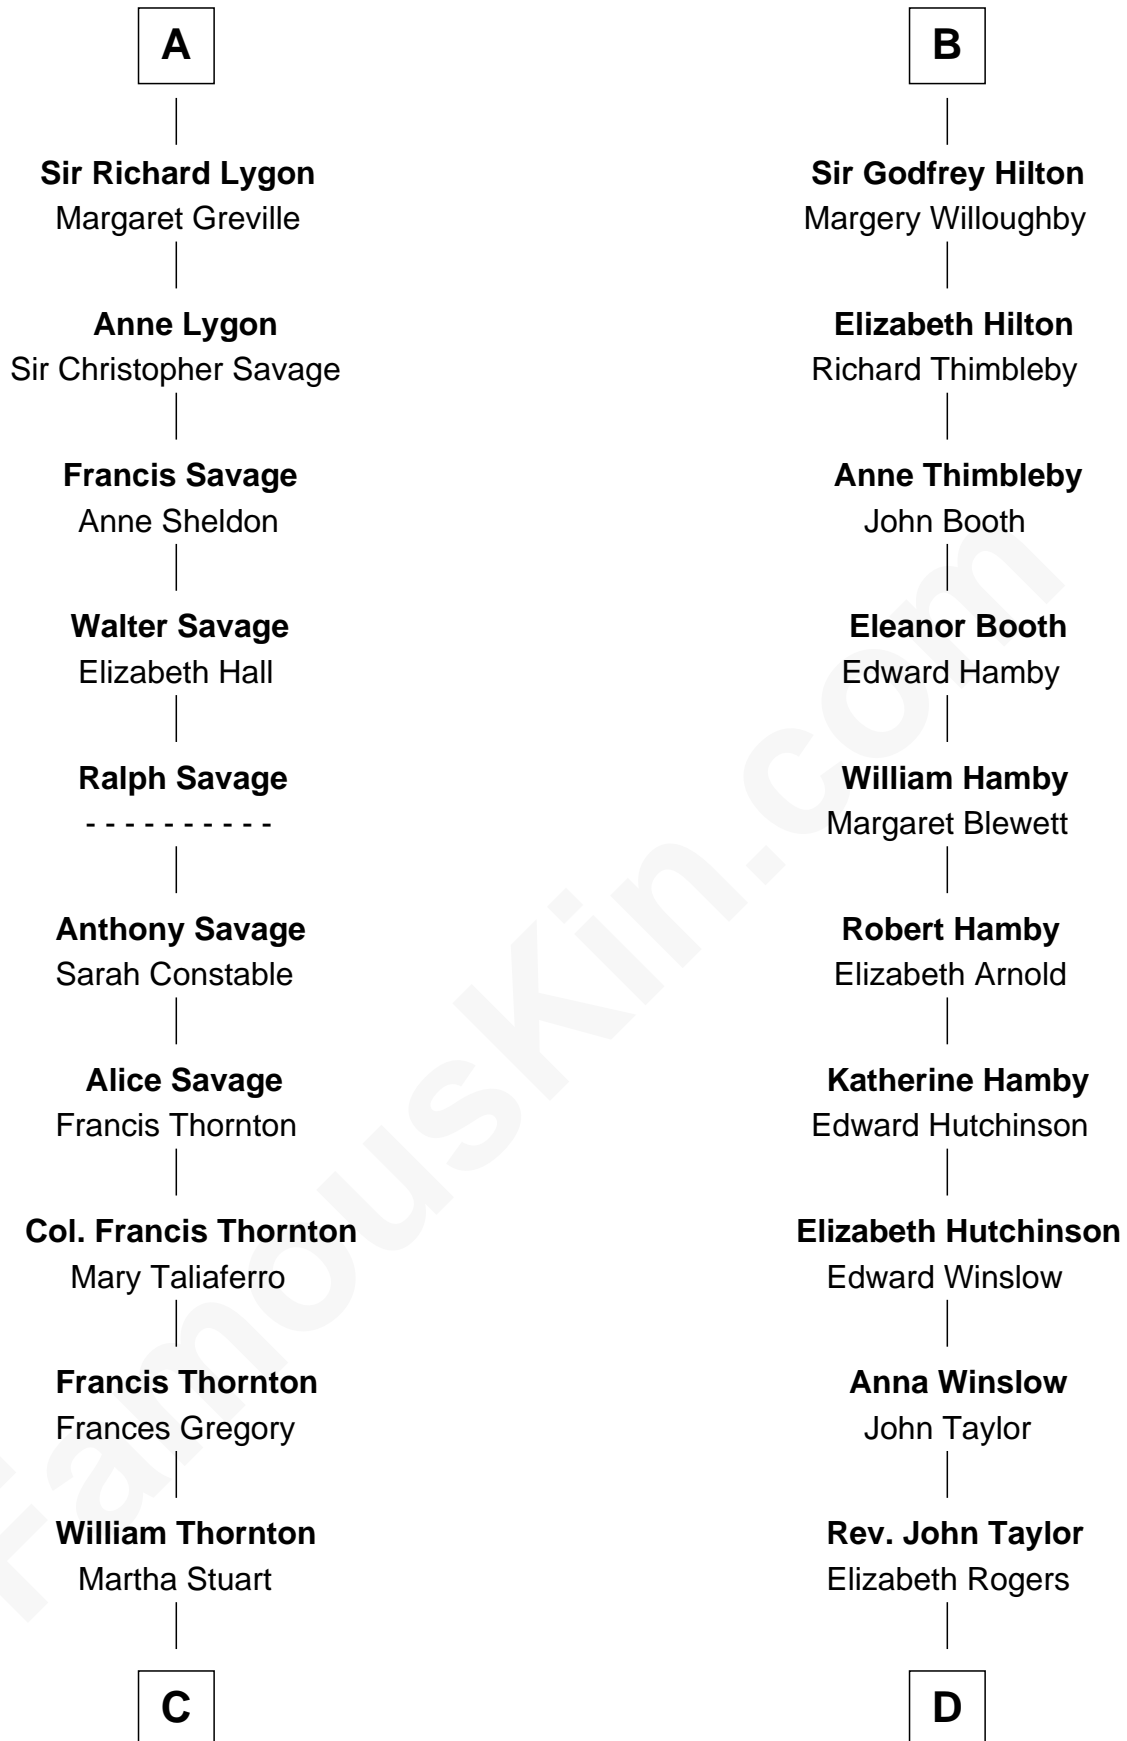 A
Sir Richard Lygon
Margaret Greville
Anne Lygon
Sir Christopher Savage
Francis Savage
Anne Sheldon
Walter Savage
Elizabeth Hall
Ralph Savage
- - - - - - - - - -
Anthony Savage
Sarah Constable
Alice Savage
Francis Thornton
Col. Francis Thornton
Mary Taliaferro
Francis Thornton
Frances Gregory
William Thornton
Martha Stuart
C
B
Sir Godfrey Hilton
Margery Willoughby
Elizabeth Hilton
Richard Thimbleby
Anne Thimbleby
John Booth
Eleanor Booth
Edward Hamby
William Hamby
Margaret Blewett
Robert Hamby
Elizabeth Arnold
Katherine Hamby
Edward Hutchinson
Elizabeth Hutchinson
Edward Winslow
Anna Winslow
John Taylor
Rev. John Taylor
Elizabeth Rogers
D
FamousKin.com